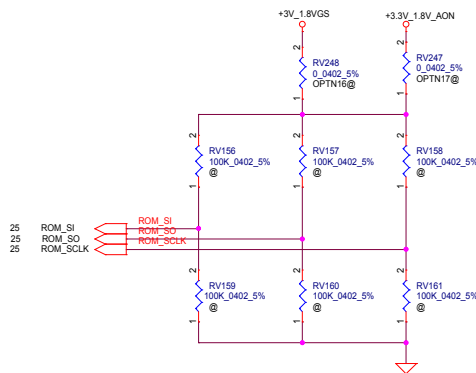 +3V_1.8VGS
+3.3V_1.8V_AON
2
RV248
0_0402_5%
OPTN16@
1
2
RV247
0_0402_5%
OPTN17@
1
2
RV156
100K_0402_5%
@
1
2
RV157
100K_0402_5%
@
1
2
RV158
100K_0402_5%
@
1
25 ROM_SI ROM_SI
25 ROM_SO ROM_SO
25 ROM_SCLK ROM_SCLK
2
RV159
100K_0402_5%
@
1
2
RV160
100K_0402_5%
@
1
2
RV161
100K_0402_5%
@
1